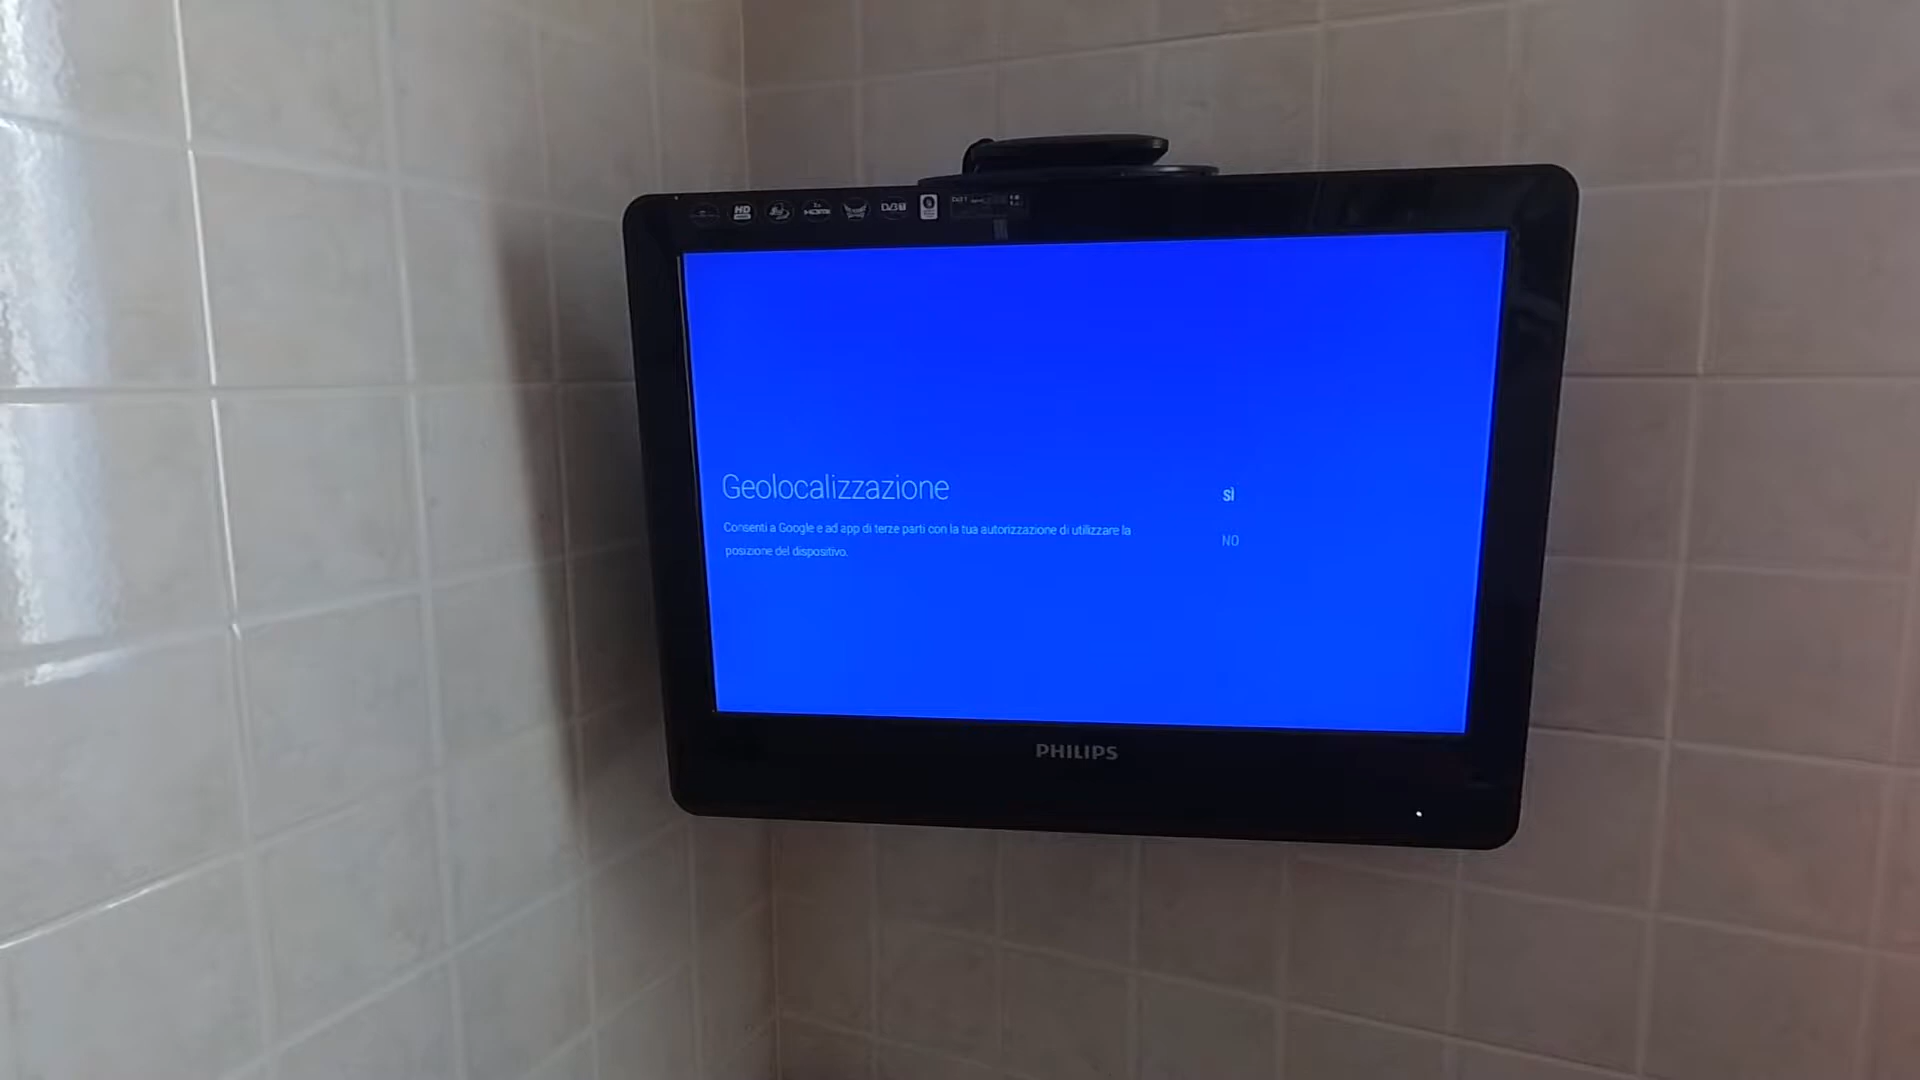 HD
HDMI
DVB T
Geolocalizzazione
Consenti a Google e ad app di terze parti con la tua autorizzazione di utilizzare la
posizione del dispositivo.
SÌ
NO
PHILIPS